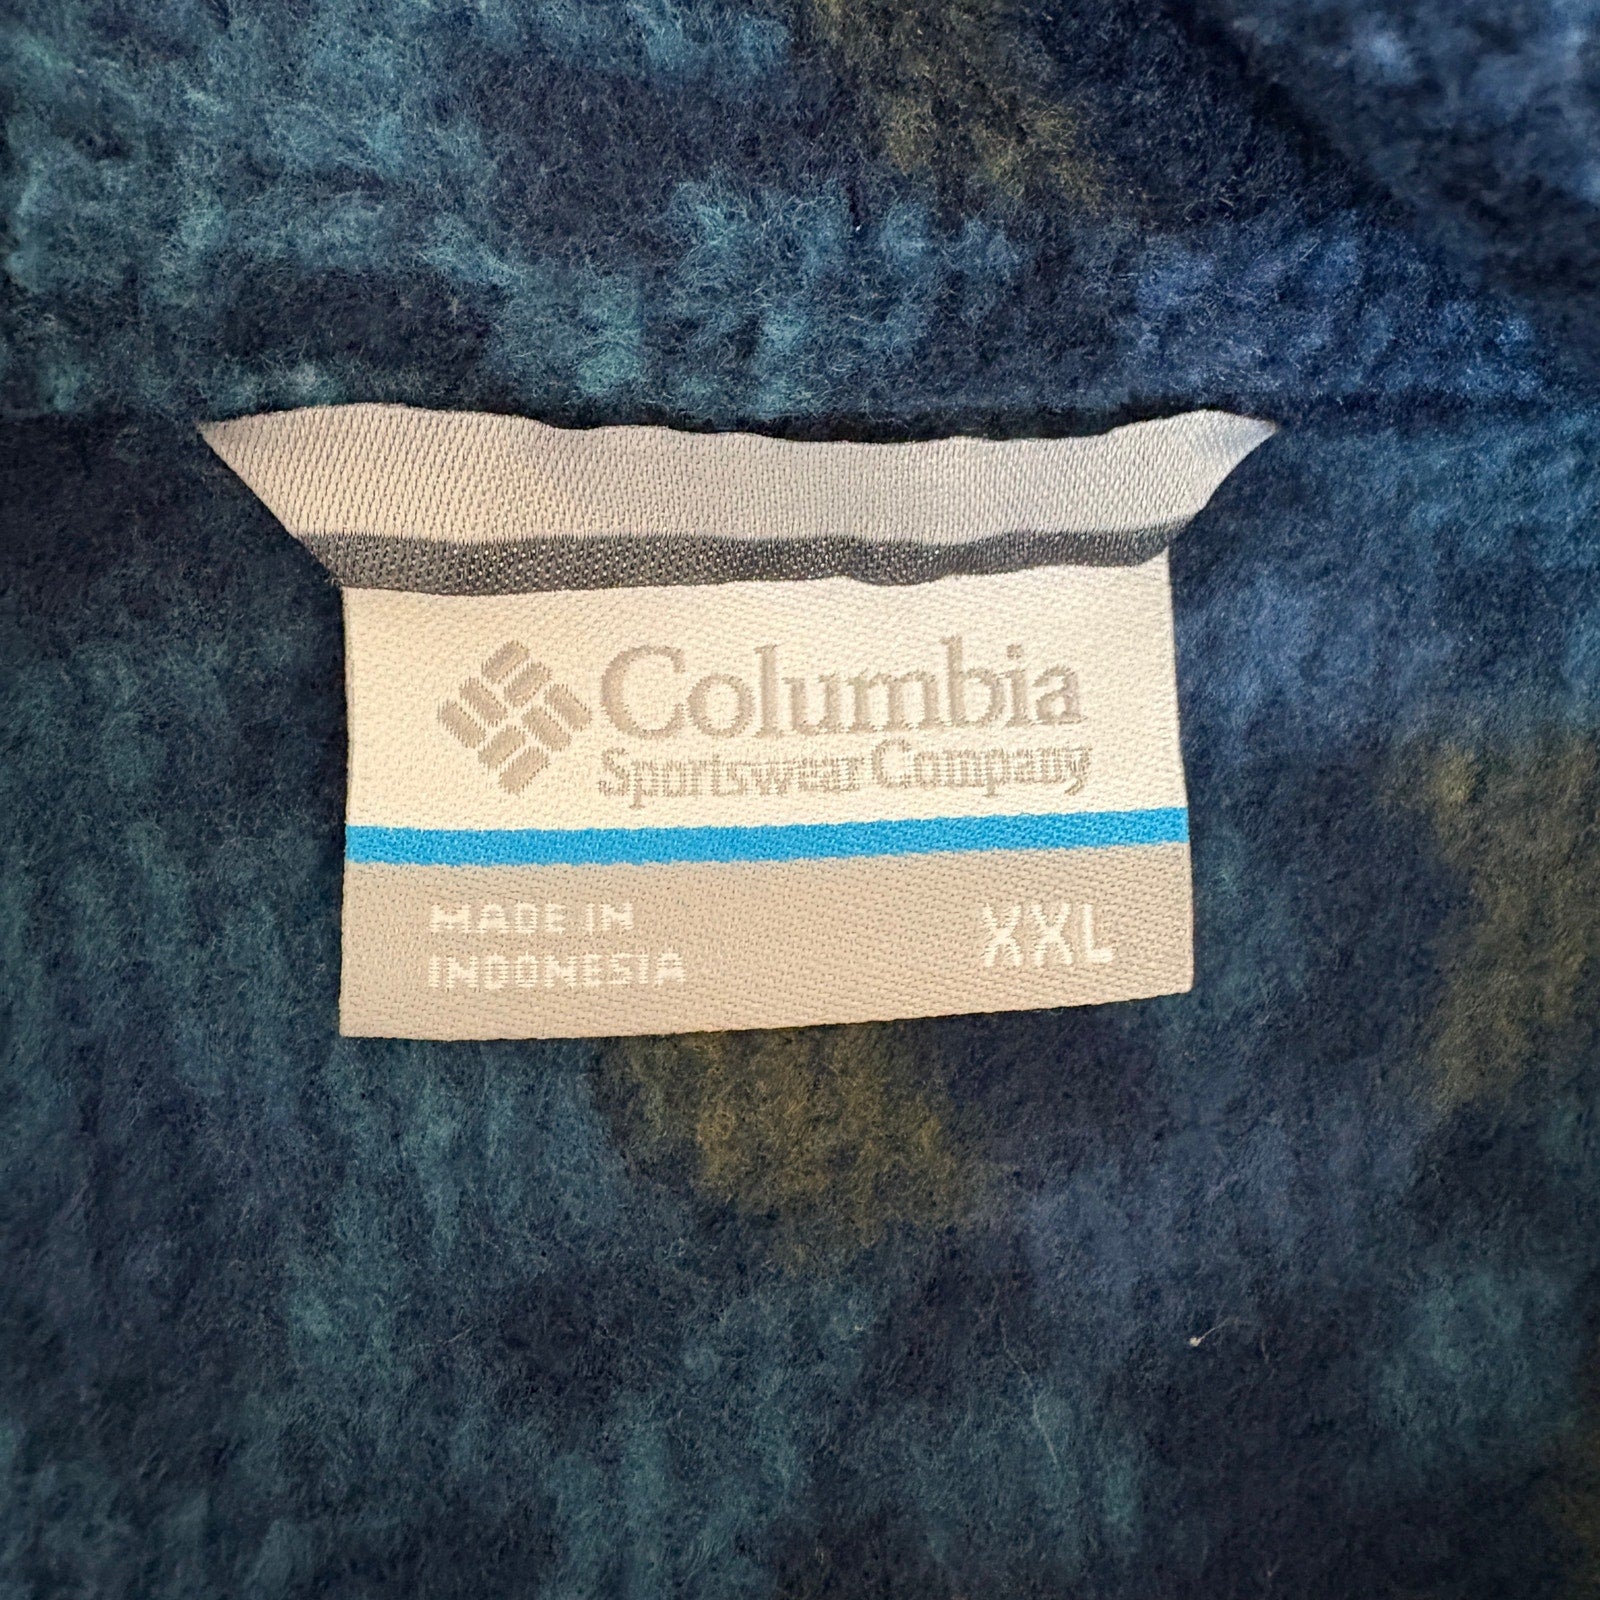 Columbia
Sportswear Company
MADE IN
INDONESIA
XXL